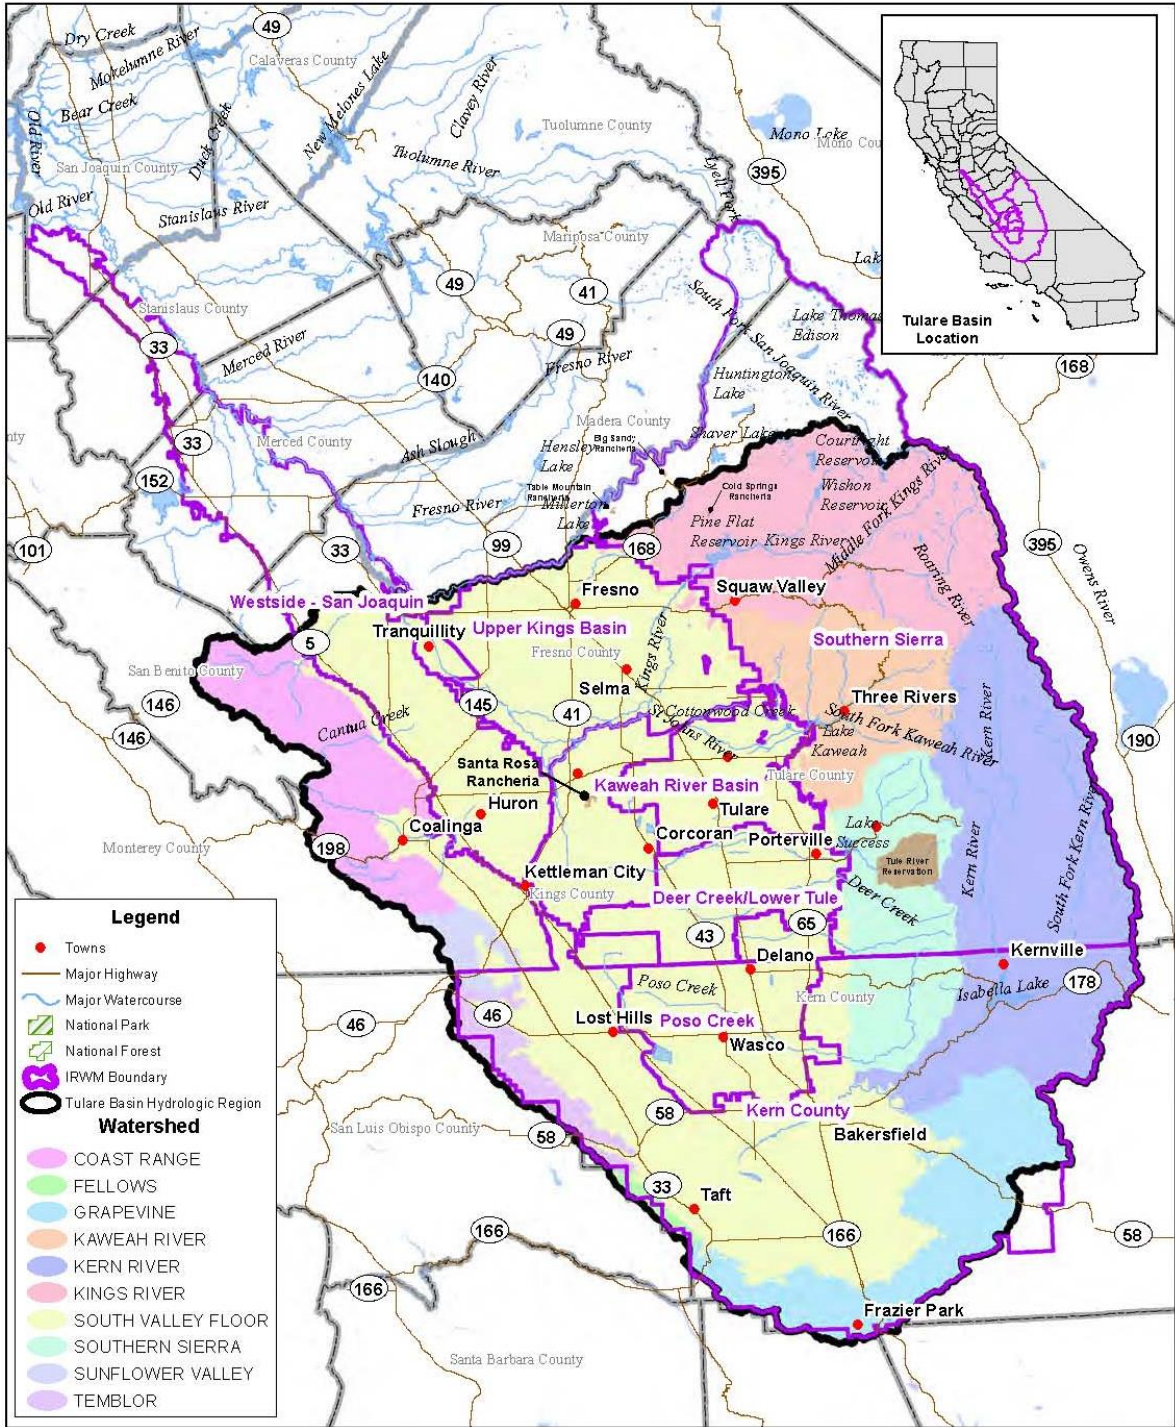 49
Dry Creek
Mokelumne River
Calaveras County
Bear Creek
Old River
Duck Creek
New Melones Lake
Clavey River
Tuolumne County
Mono Lake
Mono Cou
San Joaquin County
Tuolumne River
Lyell Fork
395
Old River
Stanislaus River
Mariposa County
Tulare Basin
Location
49
41
South Fork San Joaquin River
Lake Thomas
Edison
Lak
Stanislaus County
33
Merced River
49
Fresno River
140
Huntington
Lake
168
Madera County
33
Merced County
Ash Slough
Hensley
Lake
Big Sandy
Rancheria
Shaver Lake
Courtright
Reservoir
nty
152
Table Mountain
Rancheria
Cold Springs
Rancheria
Wishon
Reservoir
Fresno River
Millerton
Lake
Pine Flat
Reservoir
Kings River
Middle Fork Kings River
101
33
99
168
395
Roaring River
Owens River
Fresno
Squaw Valley
Westside - San Joaquin
Upper Kings Basin
Southern Sierra
5
Tranquillity
Fresno County
Kings River
San Benito County
Selma
Three Rivers
146
145
41
Cottonwood Creek
St Johns River
South Fork Kaweah River
Kern River
146
Cantua Creek
Lake
Kaweah
190
Santa Rosa
Rancheria
Kaweah River Basin
Tulare County
Huron
Tulare
South Fork Kern River
Coalinga
Corcoran
Porterville
Lake
Success
Monterey County
198
Tule River
Reservation
Kern River
Kettleman City
Kings County
Deer Creek/Lower Tule
Deer Creek
43
65
Kernville
Delano
Poso Creek
Kern County
Isabella Lake
178
46
46
Lost Hills
Poso Creek
Wasco
58
Kern County
San Luis Obispo County
58
Bakersfield
33
Taft
166
166
58
166
Frazier Park
Santa Barbara County
Legend
Towns
Major Highway
Major Watercourse
National Park
National Forest
IRWM Boundary
Tulare Basin Hydrologic Region
Watershed
COAST RANGE
FELLOWS
GRAPEVINE
KAWEAH RIVER
KERN RIVER
KINGS RIVER
SOUTH VALLEY FLOOR
SOUTHERN SIERRA
SUNFLOWER VALLEY
TEMBLOR